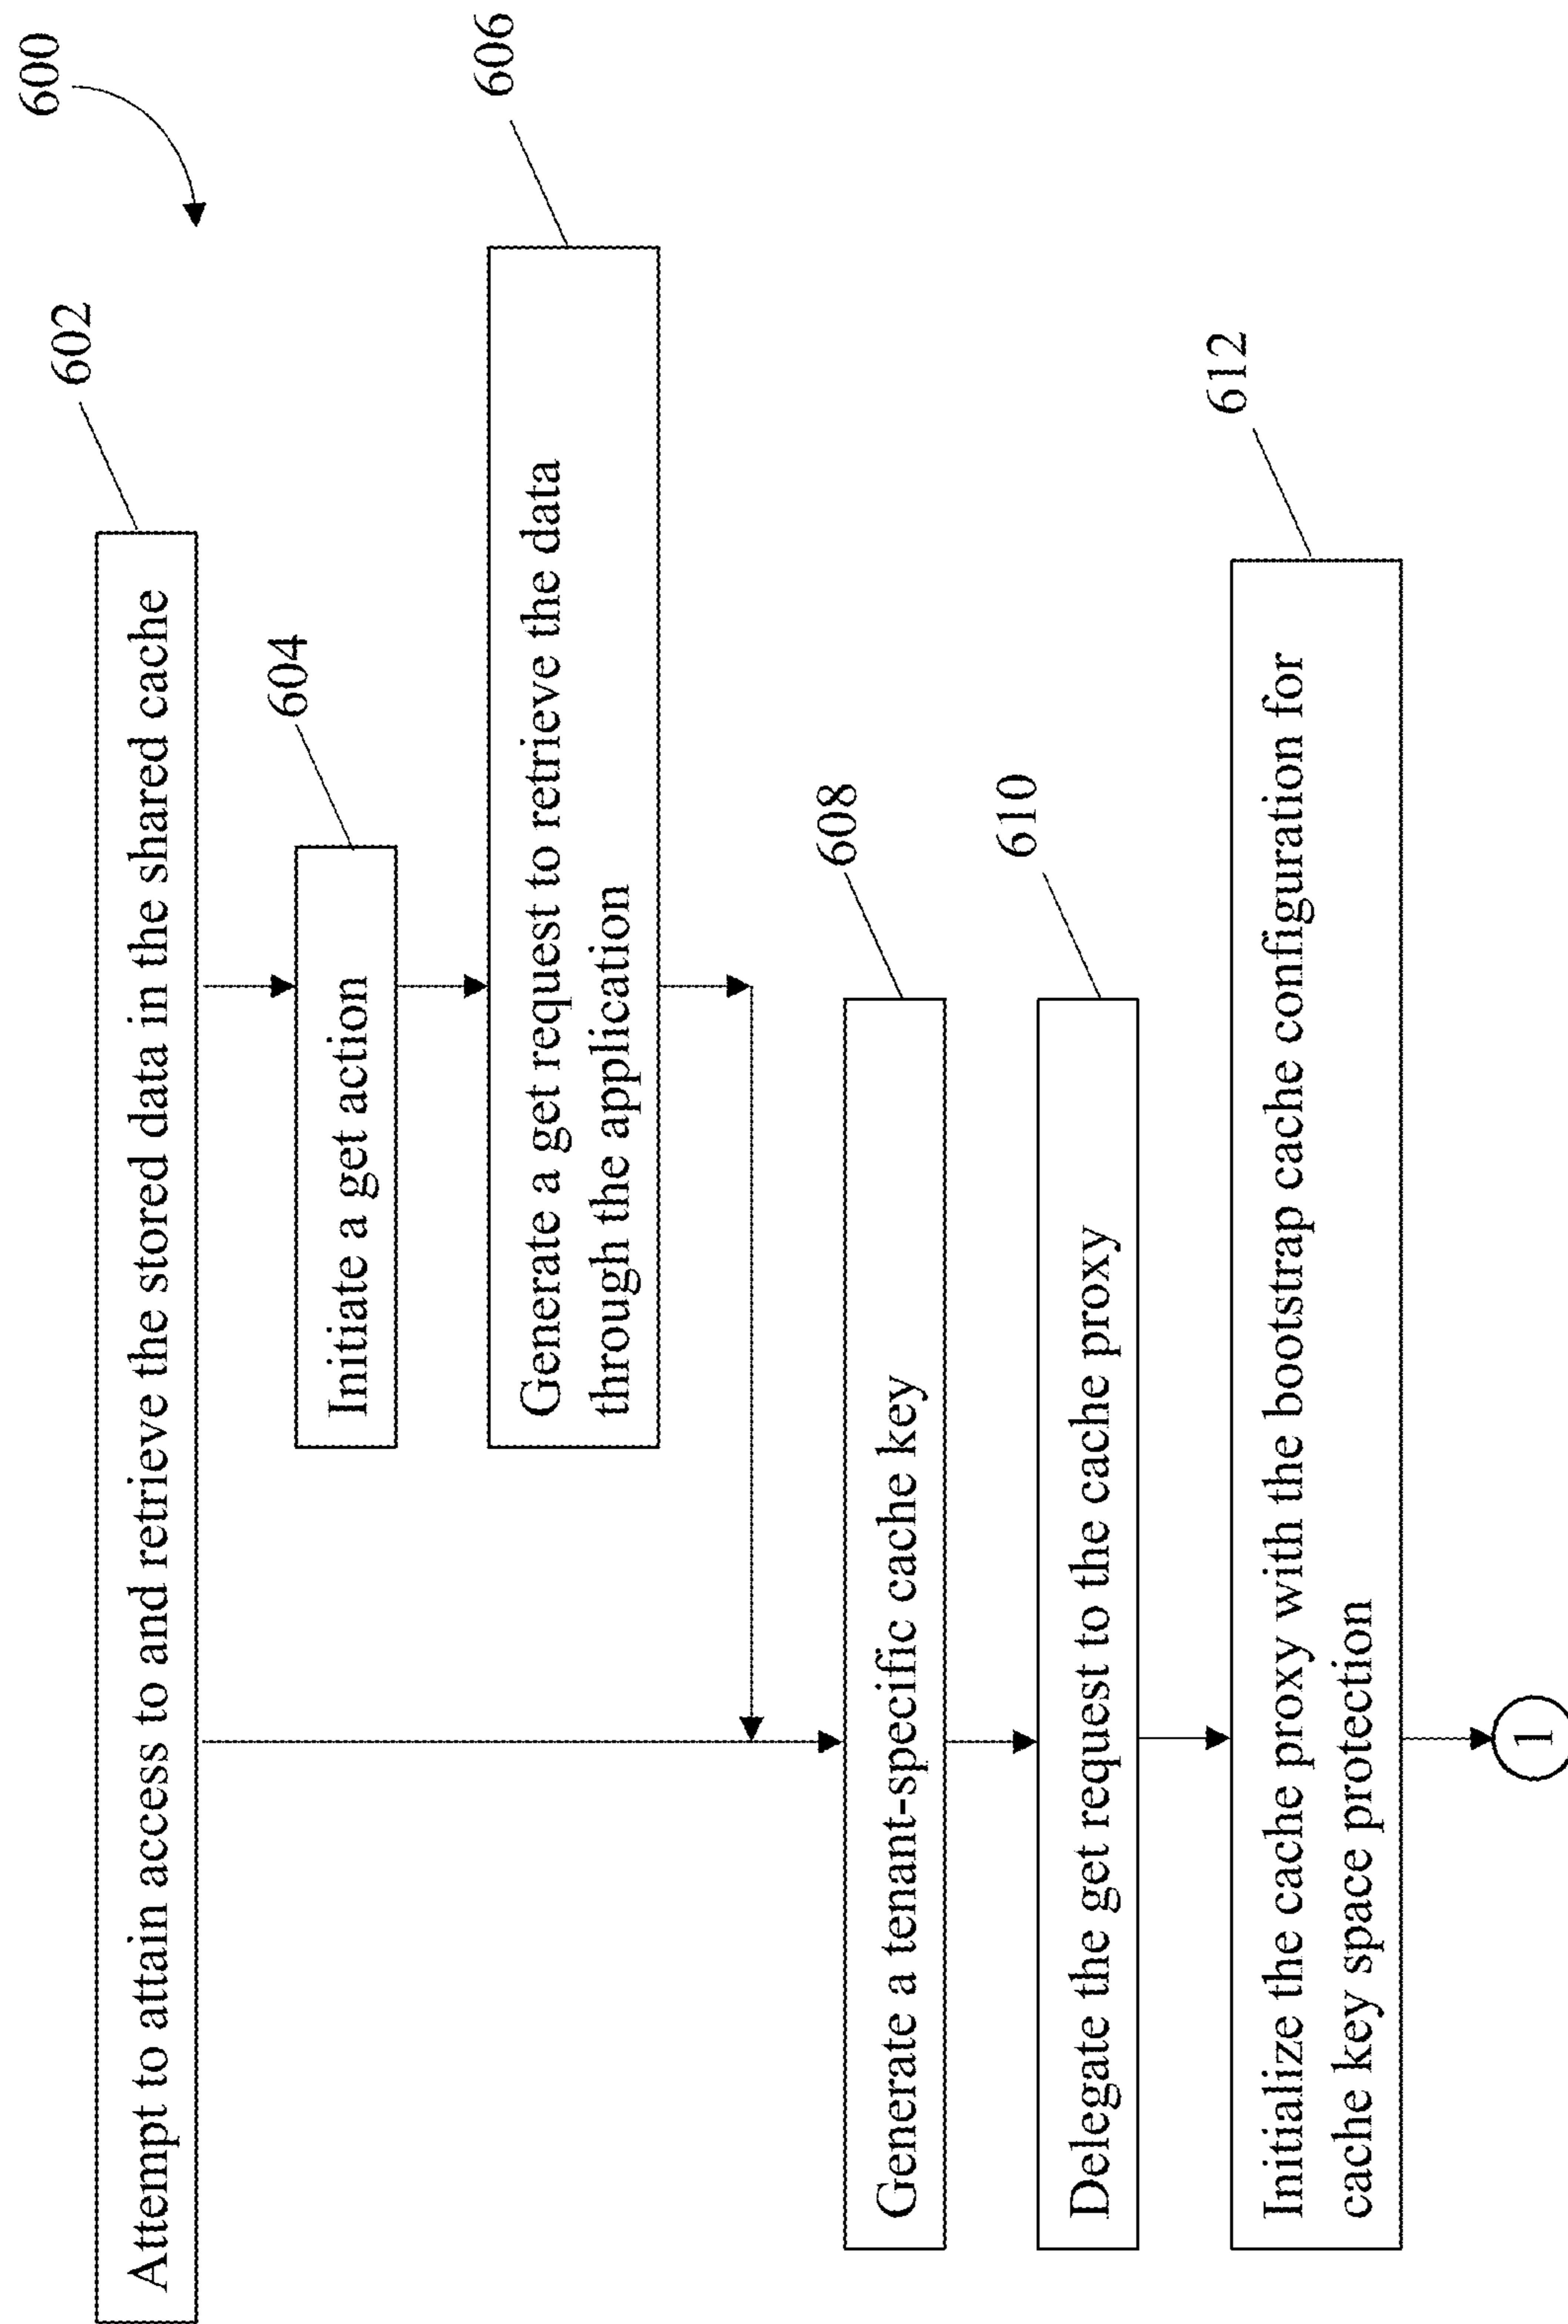 600
602
Attempt to attain access to and retrieve the stored data in the shared cache
604
Initiate a get action
606
Generate a get request to retrieve the data
through the application
608
Generate a tenant-specific cache key
610
Delegate the get request to the cache proxy
612
Initialize the cache proxy with the bootstrap cache configuration for
cache key space protection
1